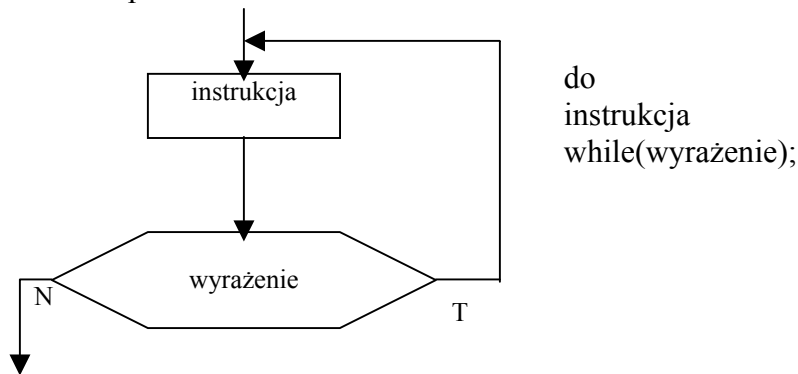 instrukcja
do
instrukcja
while(wyrażenie);
wyrażenie
N
T